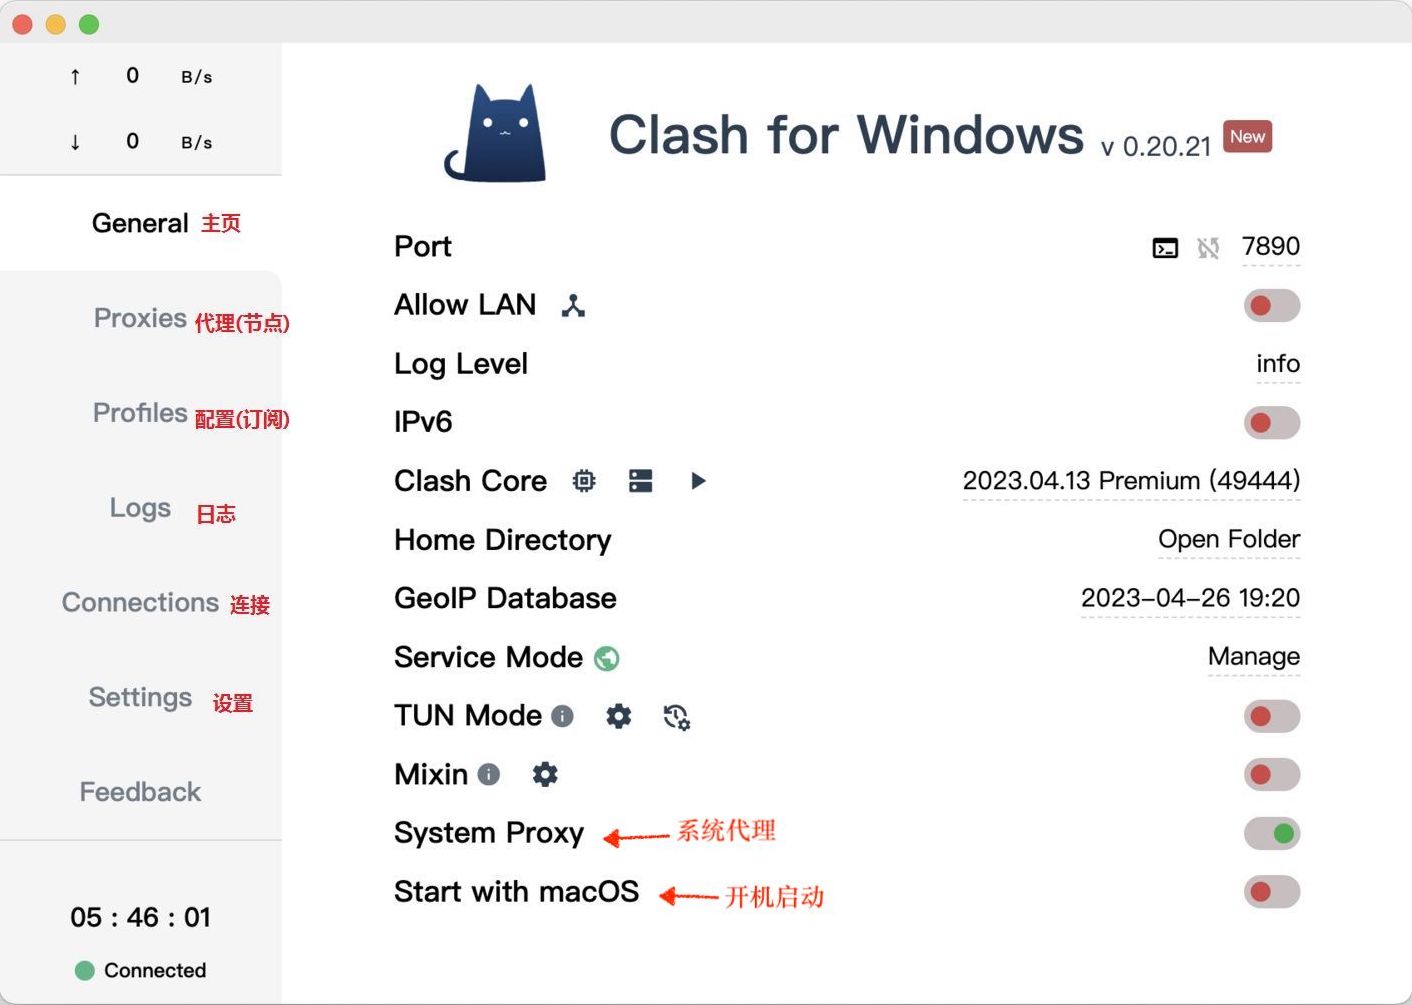 ↑ 0 B/s
↓ 0 B/s
General 主页
Proxies 代理(节点)
Profiles 配置(订阅)
Logs 日志
Connections 连接
Settings 设置
Feedback
05 : 46 : 01
Connected
Clash for Windows v 0.20.21 New
Port 7890
Allow LAN
Log Level info
IPv6
Clash Core 2023.04.13 Premium (49444)
Home Directory Open Folder
GeoIP Database 2023-04-26 19:20
Service Mode Manage
TUN Mode
Mixin
System Proxy 系统代理
Start with macOS 开机启动